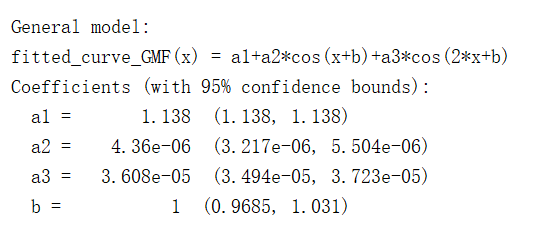 General model:
fitted_curve_GMF(x) = a1+a2*cos(x+b)+a3*cos(2*x+b)
Coefficients (with 95% confidence bounds):
a1 = 1.138 (1.138, 1.138)
a2 = 4.36e-06 (3.217e-06, 5.504e-06)
a3 = 3.608e-05 (3.494e-05, 3.723e-05)
b = 1 (0.9685, 1.031)